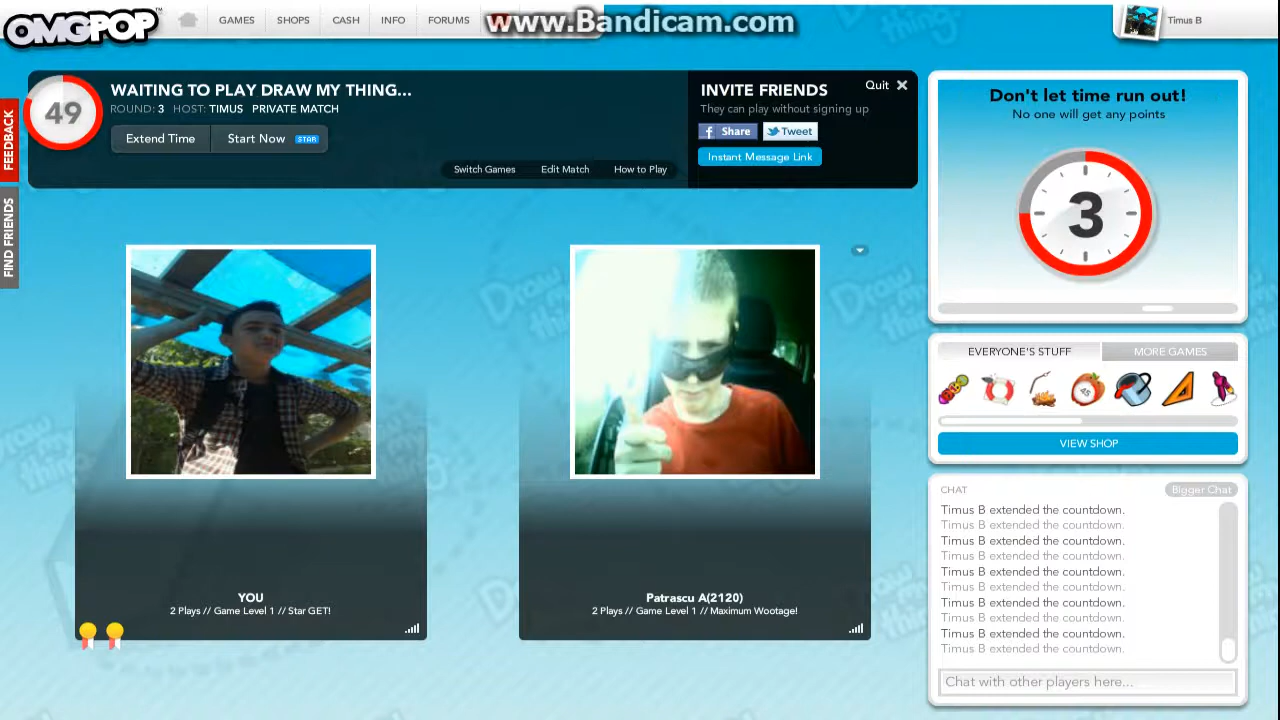 OMGPOP™
GAMES
SHOPS
CASH
INFO
FORUMS
www.Bandicam.com
Timus B
FEEDBACK
FIND FRIENDS
49
WAITING TO PLAY DRAW MY THING...
ROUND: 3 HOST: TIMUS PRIVATE MATCH
Extend Time
Start Now STAR
Switch Games
Edit Match
How to Play
INVITE FRIENDS
Quit
They can play without signing up
f Share
Tweet
Instant Message Link
YOU
2 Plays // Game Level 1 // Star GET!
Patrascu A(2120)
2 Plays // Game Level 1 // Maximum Wootage!
Don't let time run out!
No one will get any points
3
EVERYONE'S STUFF
MORE GAMES
45
VIEW SHOP
CHAT
Bigger Chat
Timus B extended the countdown.
Timus B extended the countdown.
Timus B extended the countdown.
Timus B extended the countdown.
Timus B extended the countdown.
Timus B extended the countdown.
Timus B extended the countdown.
Timus B extended the countdown.
Timus B extended the countdown.
Timus B extended the countdown.
Chat with other players here...